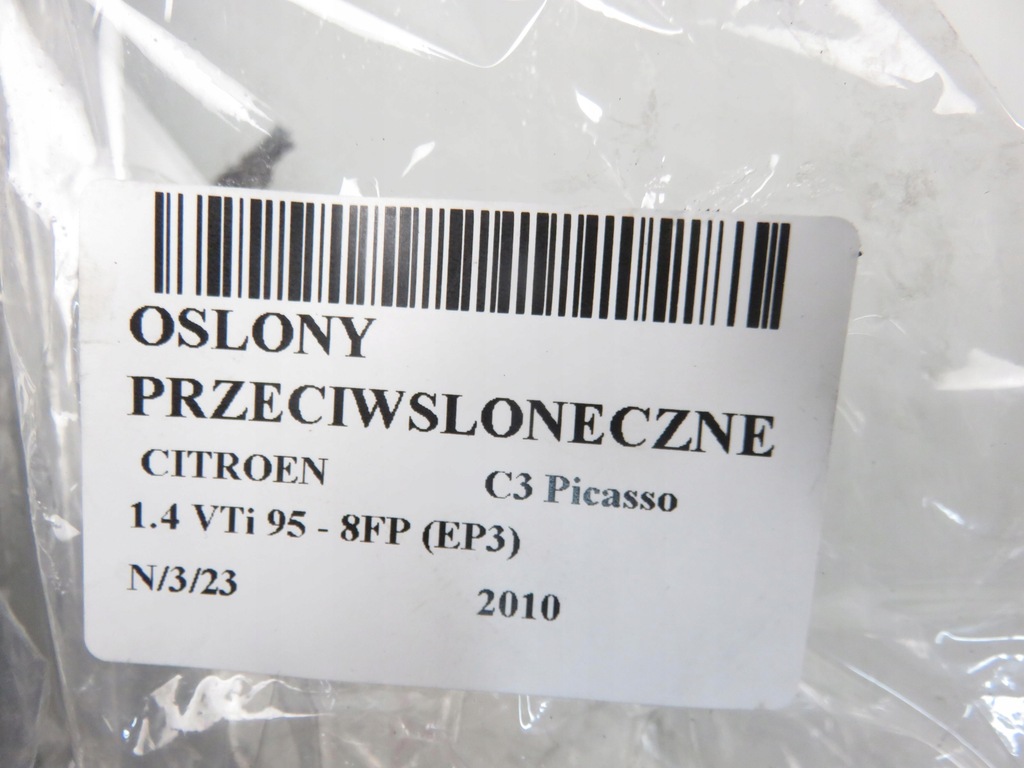 OSLONY
PRZECIWSLONECZNE
CITROEN C3 Picasso
1.4 VTi 95 - 8FP (EP3)
N/3/23 2010